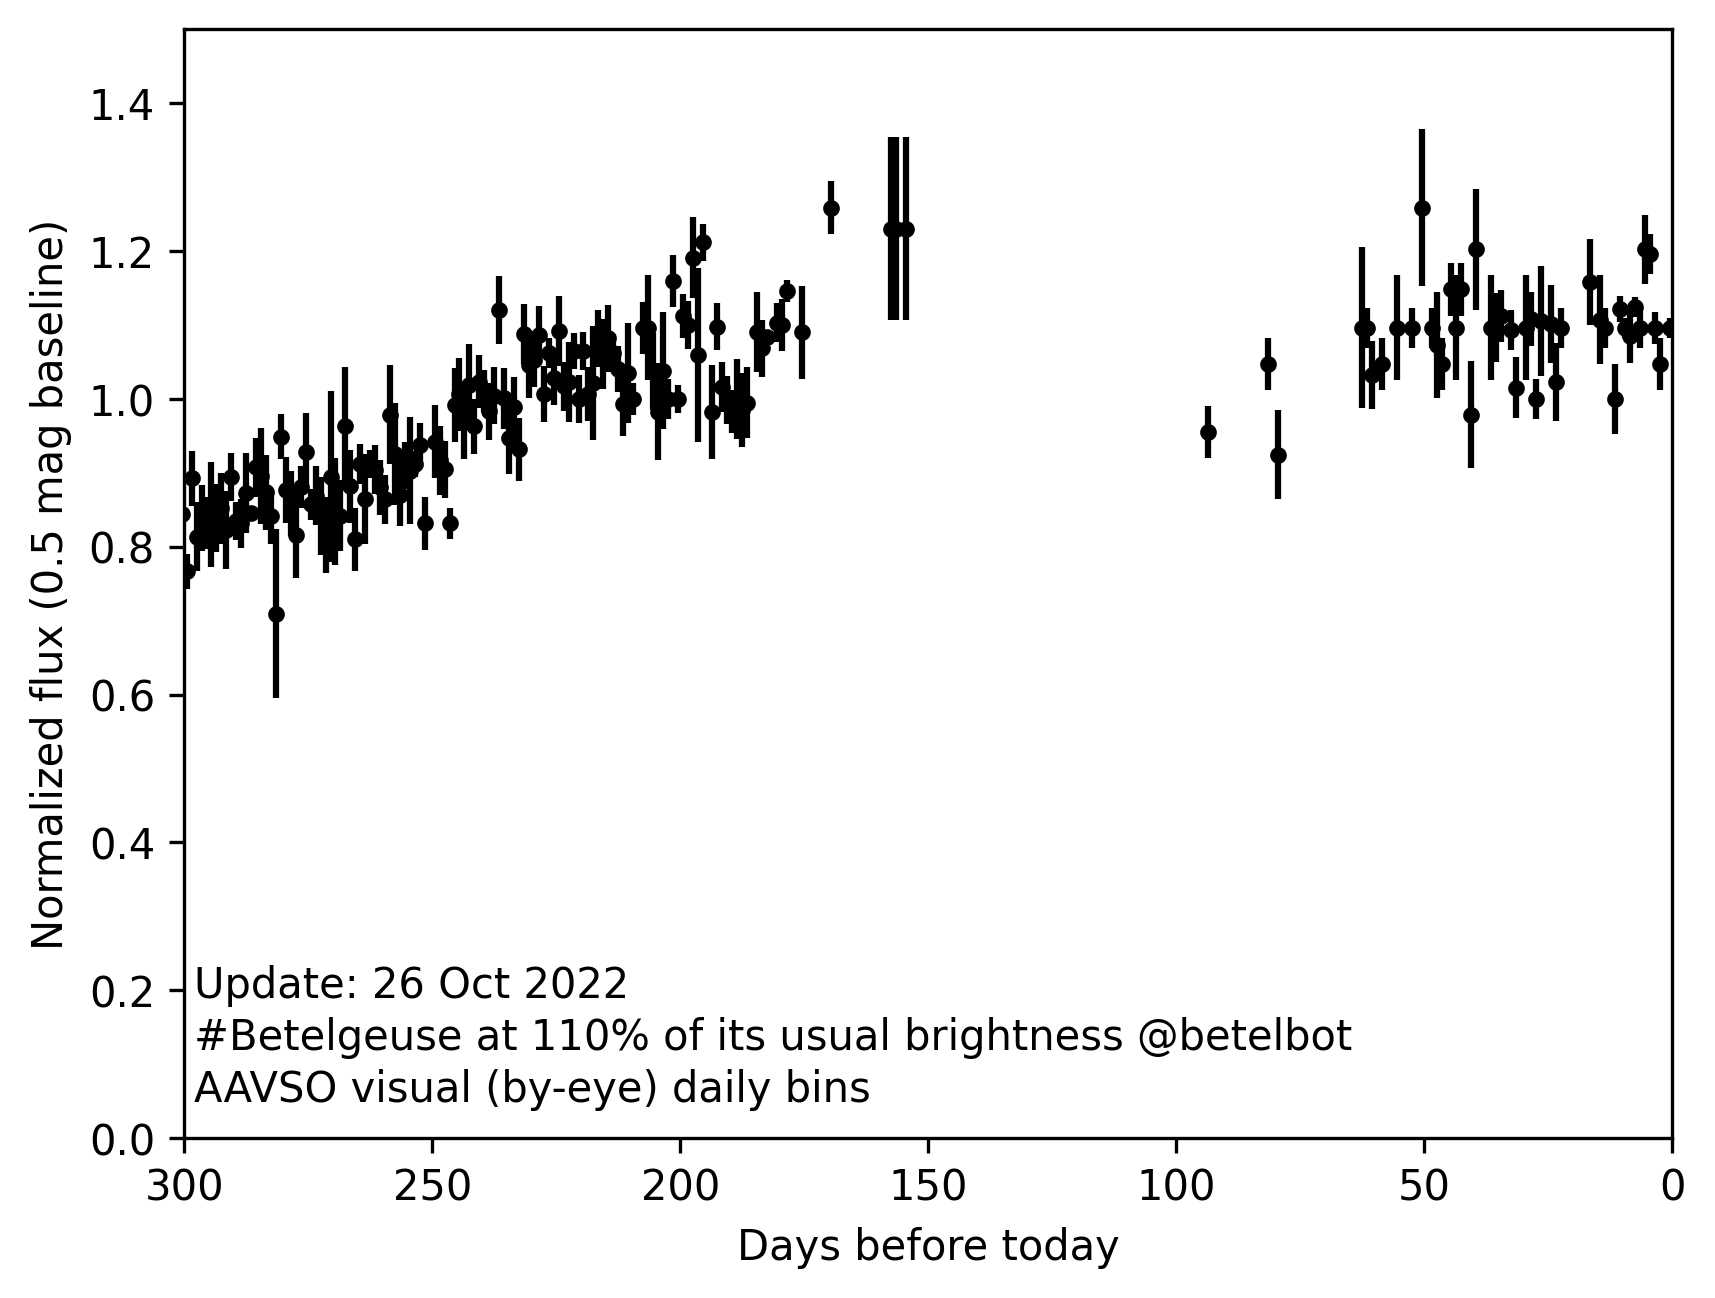 1.4
1.2
1.0
0.8
0.6
0.4
0.2
0.0
Normalized flux (0.5 mag baseline)
Update: 26 Oct 2022
#Betelgeuse at 110% of its usual brightness @betelbot
AAVSO visual (by-eye) daily bins
300 250 200 150 100 50 0
Days before today